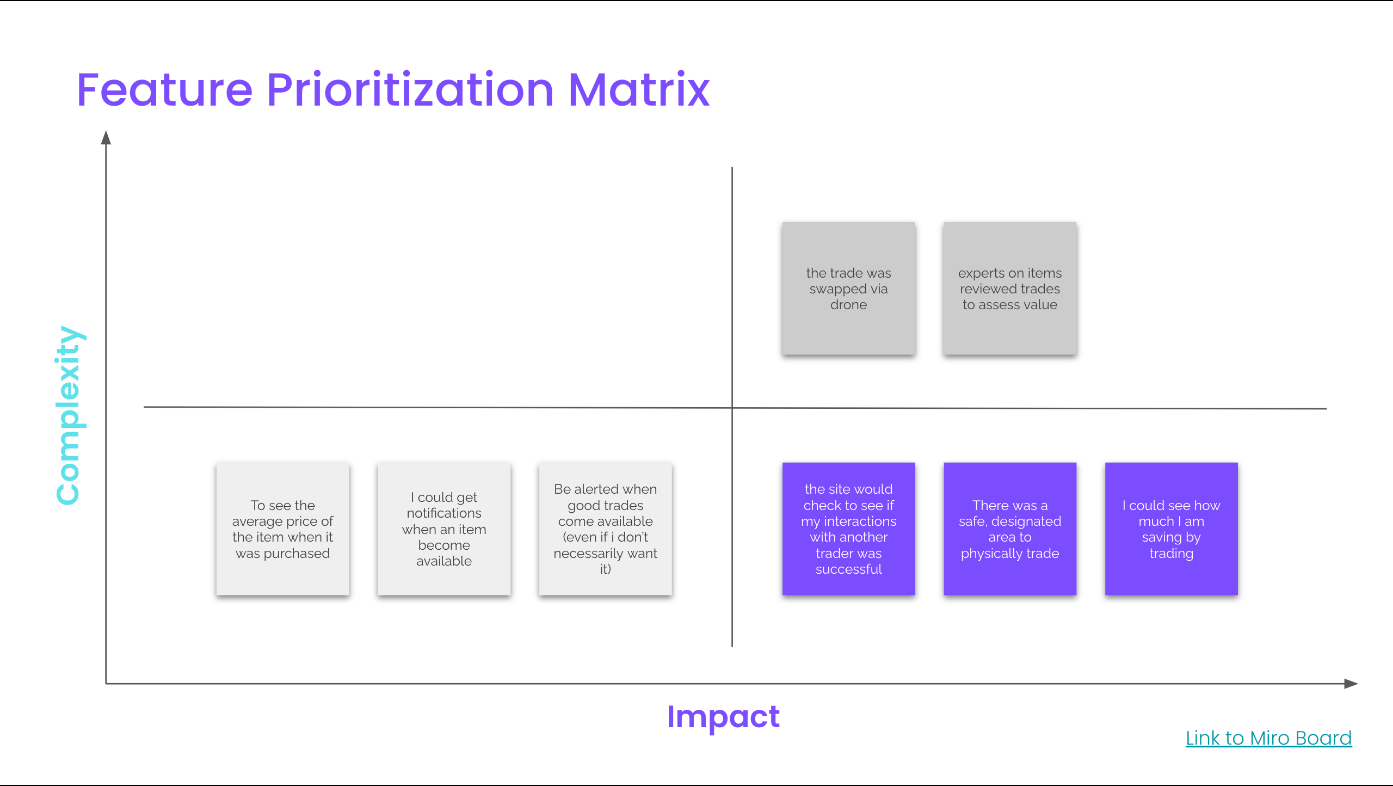 Feature Prioritization Matrix
Complexity
the trade was
swapped via
drone
experts on items
reviewed trades
to assess value
To see the
average price of
the item when it
was purchased
I could get
notifications
when an item
become
available
Be alerted when
good trades
come available
(even if i don't
necessarily want
it)
the site would
check to see if
my interactions
with another
trader was
successful
There was a
safe, designated
area to
physically trade
I could see how
much I am
saving by
trading
Impact
Link to Miro Board